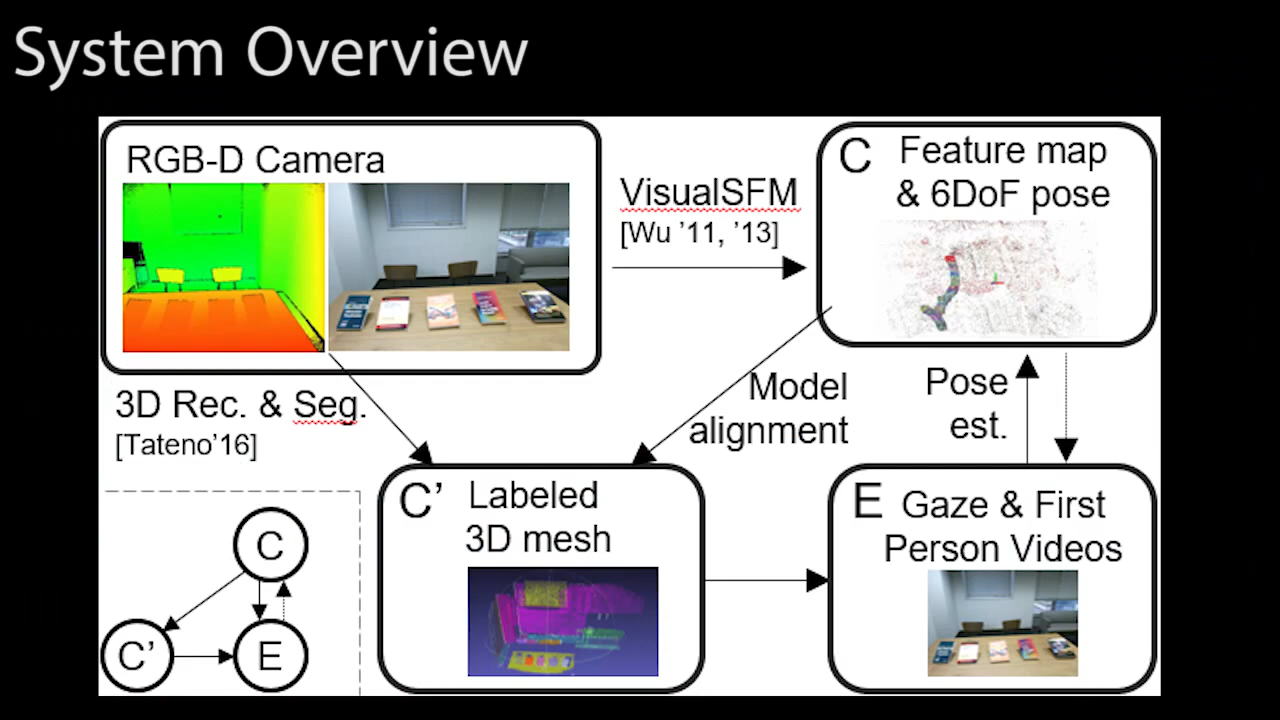 System Overview
RGB-D Camera
VisualSFM
[Wu ’11, ’13]
C Feature map
& 6DoF pose
3D Rec. & Seg.
[Tateno’16]
Model
alignment
Pose
est.
C’ Labeled
3D mesh
E Gaze & First
Person Videos
C
C’
E